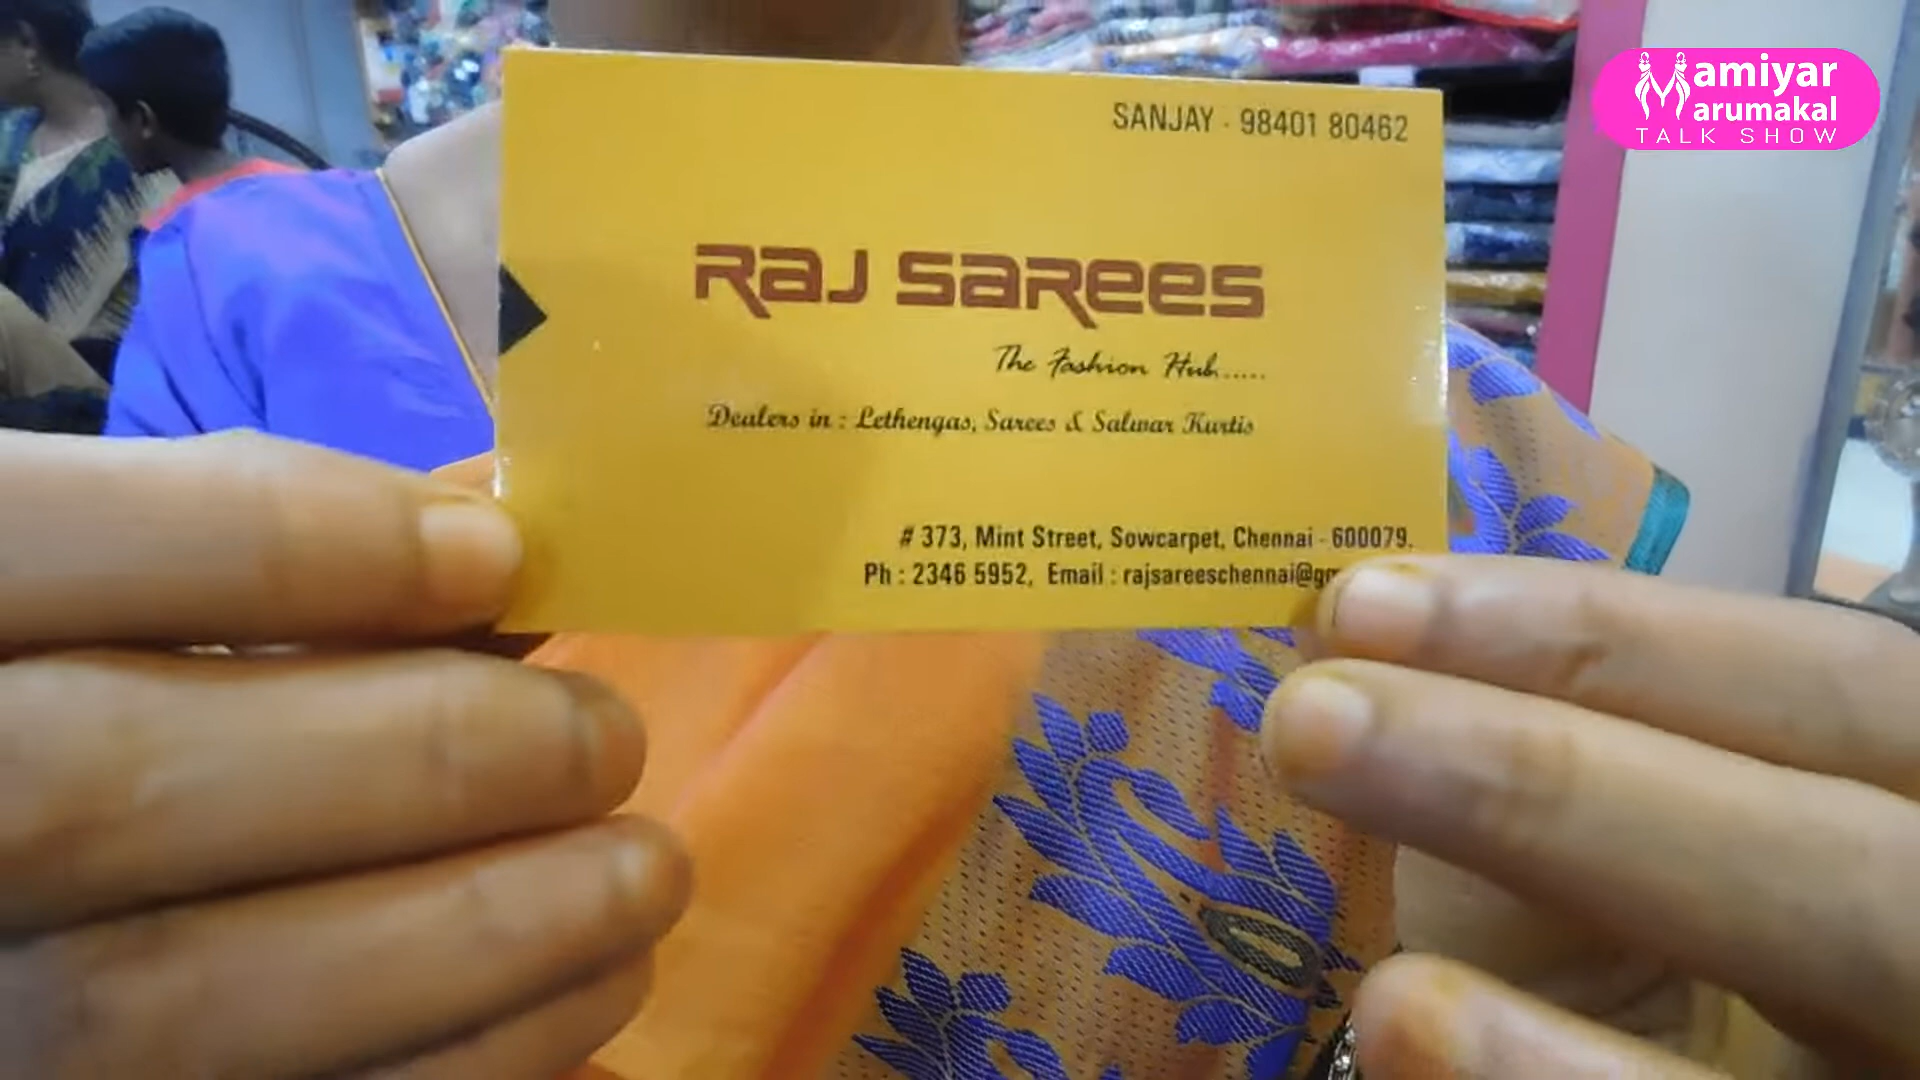 SANJAY - 98401 80462
RAJ SAREES
The Fashion Hub......
Dealers in : Lethengas, Sarees & Salwar Kurtis
# 373, Mint Street, Sowcarpet, Chennai - 600079.
Ph : 2346 5952, Email : rajsareeschennai@gm
Mamiyar
Marumakal
TALK SHOW